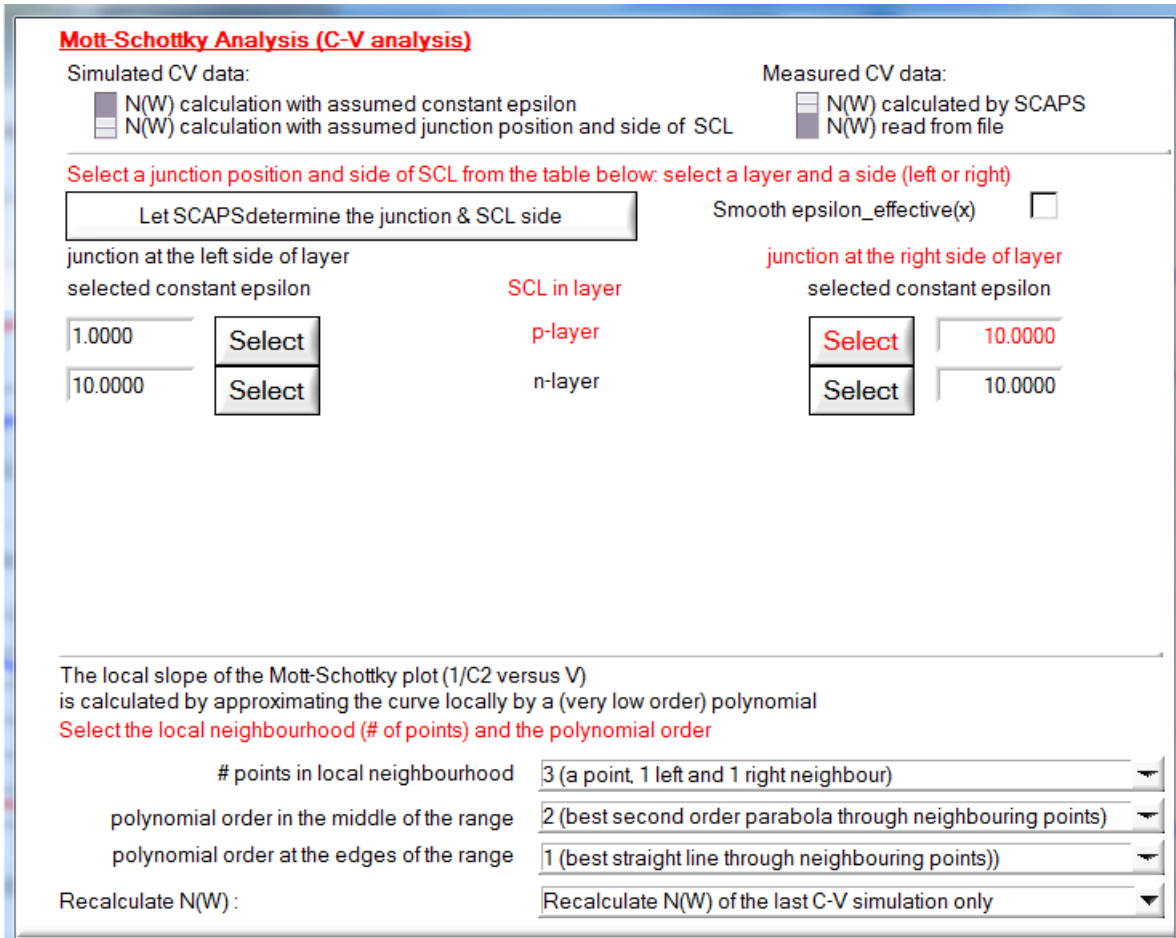 Mott-Schottky Analysis (C-V analysis)
Simulated CV data:
Measured CV data:
N(W) calculation with assumed constant epsilon
N(W) calculation with assumed junction position and side of SCL
N(W) calculated by SCAPS
N(W) read from file
Select a junction position and side of SCL from the table below: select a layer and a side (left or right)
Let SCAPSdetermine the junction & SCL side
Smooth epsilon_effective(x)
junction at the left side of layer
junction at the right side of layer
selected constant epsilon
SCL in layer
selected constant epsilon
1.0000 Select p-layer Select 10.0000
10.0000 Select n-layer Select 10.0000
The local slope of the Mott-Schottky plot (1/C2 versus V)
is calculated by approximating the curve locally by a (very low order) polynomial
Select the local neighbourhood (# of points) and the polynomial order
# points in local neighbourhood 3 (a point, 1 left and 1 right neighbour)
polynomial order in the middle of the range 2 (best second order parabola through neighbouring points)
polynomial order at the edges of the range 1 (best straight line through neighbouring points))
Recalculate N(W) : Recalculate N(W) of the last C-V simulation only